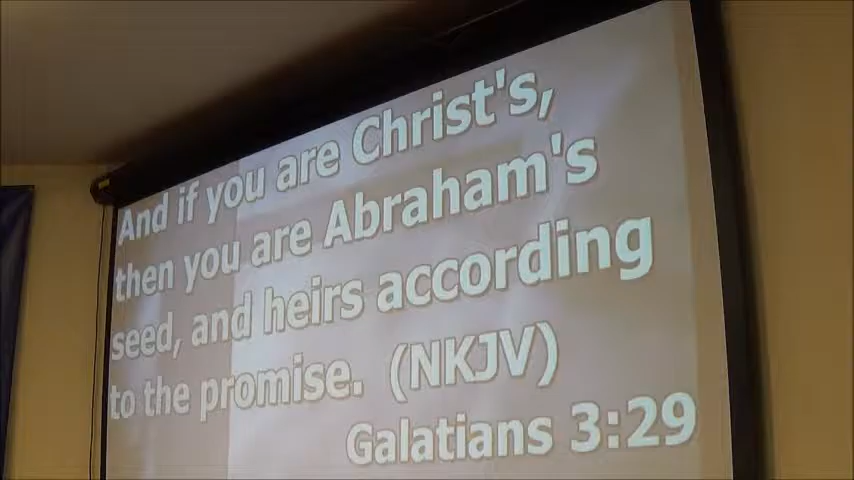 And if you are Christ's,
then you are Abraham's
seed, and heirs according
to the promise. (NKJV)
Galatians 3:29